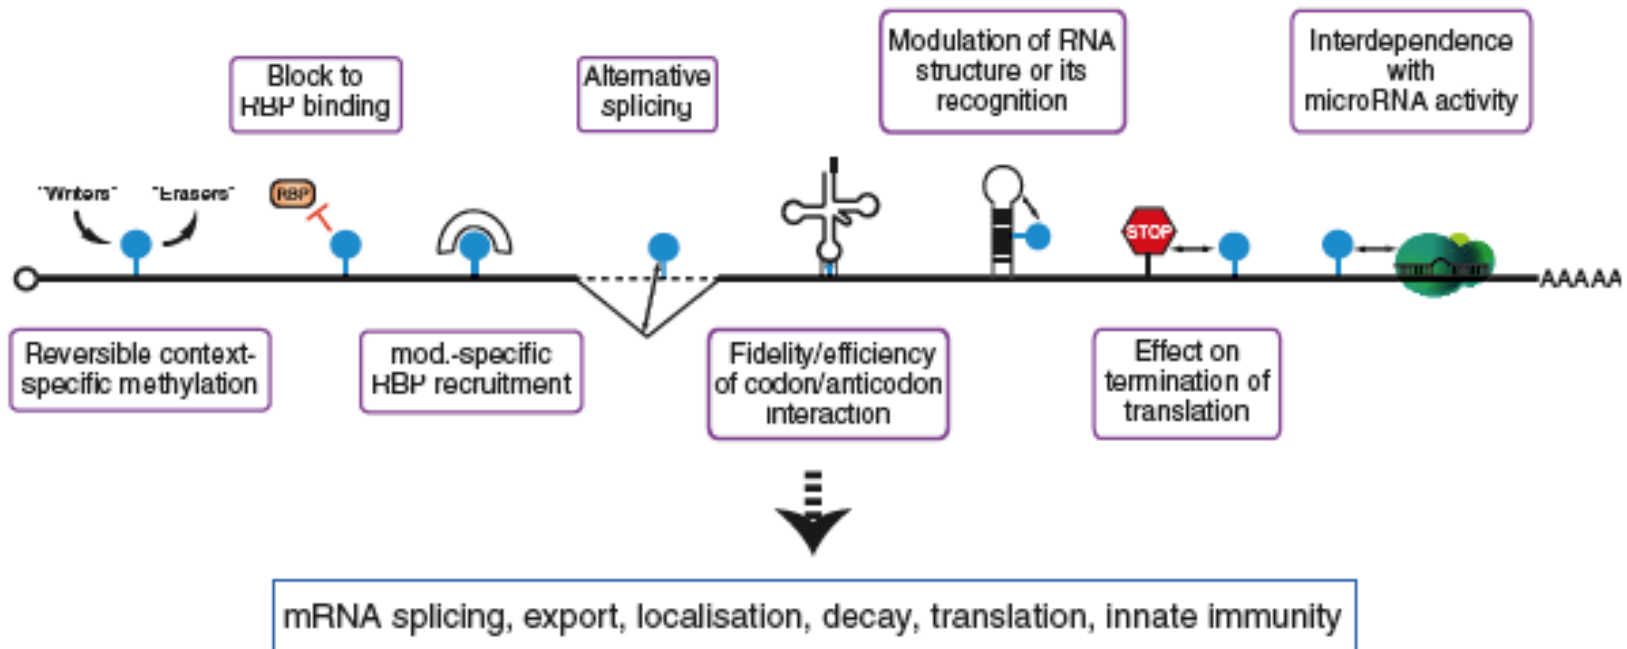 Block to
RBP binding
Alternative
splicing
Modulation of RNA
structure or its
recognition
Interdependence
with
microRNA activity
"Writers" "Erasers"
RBP
STOP
AAAAA
Reversible context-
specific methylation
mod.-specific
RBP recruitment
Fidelity/efficiency
of codon/anticodon
interaction
Effect on
termination of
translation
mRNA splicing, export, localisation, decay, translation, innate immunity